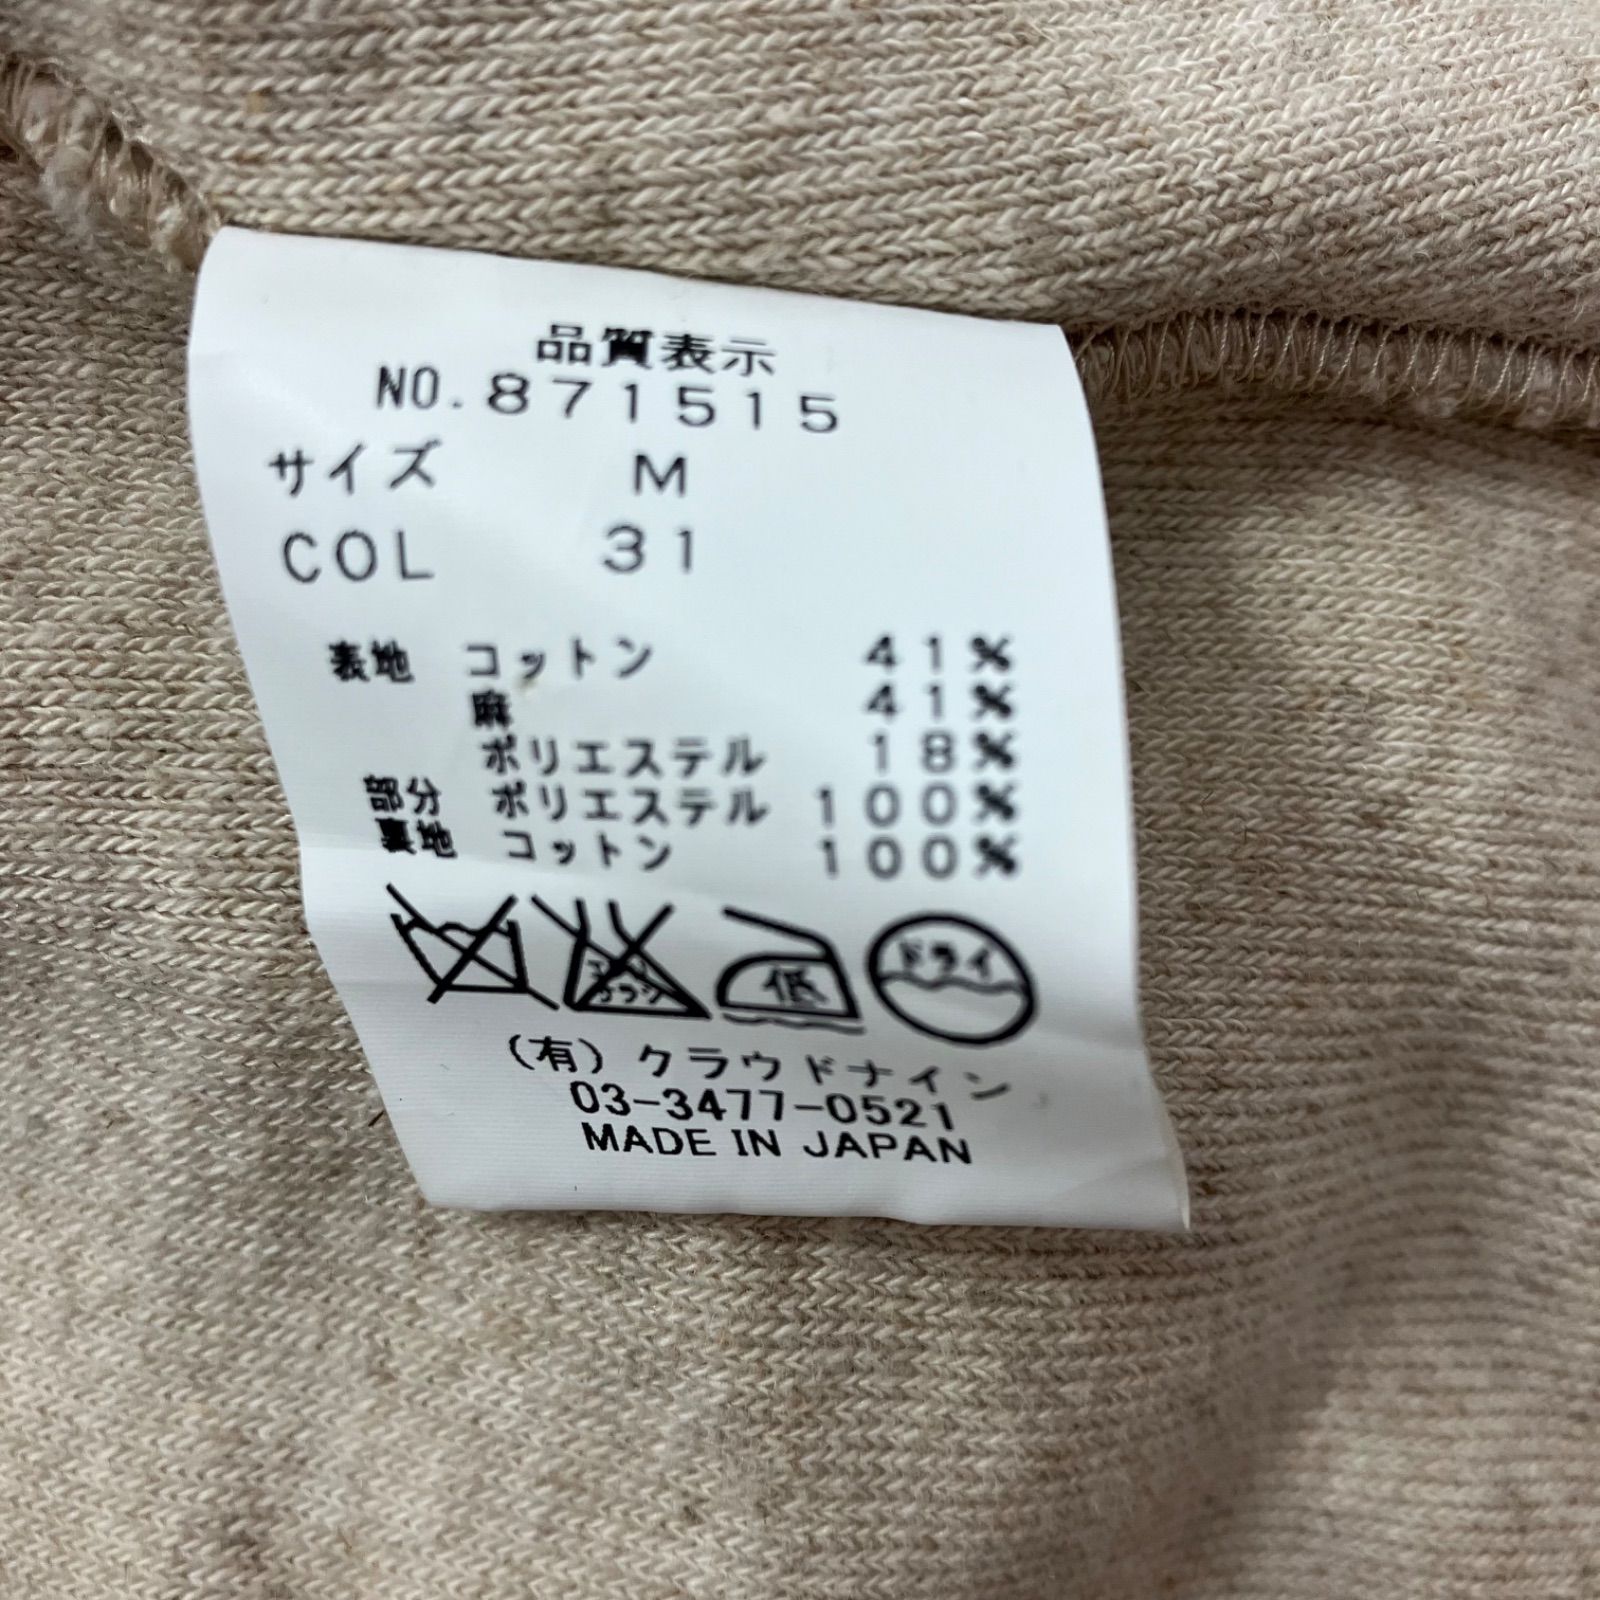 品質表示
NO.871515
サイズ M
COL 31
表地 コットン 41%
麻 41%
ポリエステル 18%
部分 ポリエステル 100%
裏地 コットン 100%
低 ドライ
(有)クラウドナイン
03-3477-0521
MADE IN JAPAN